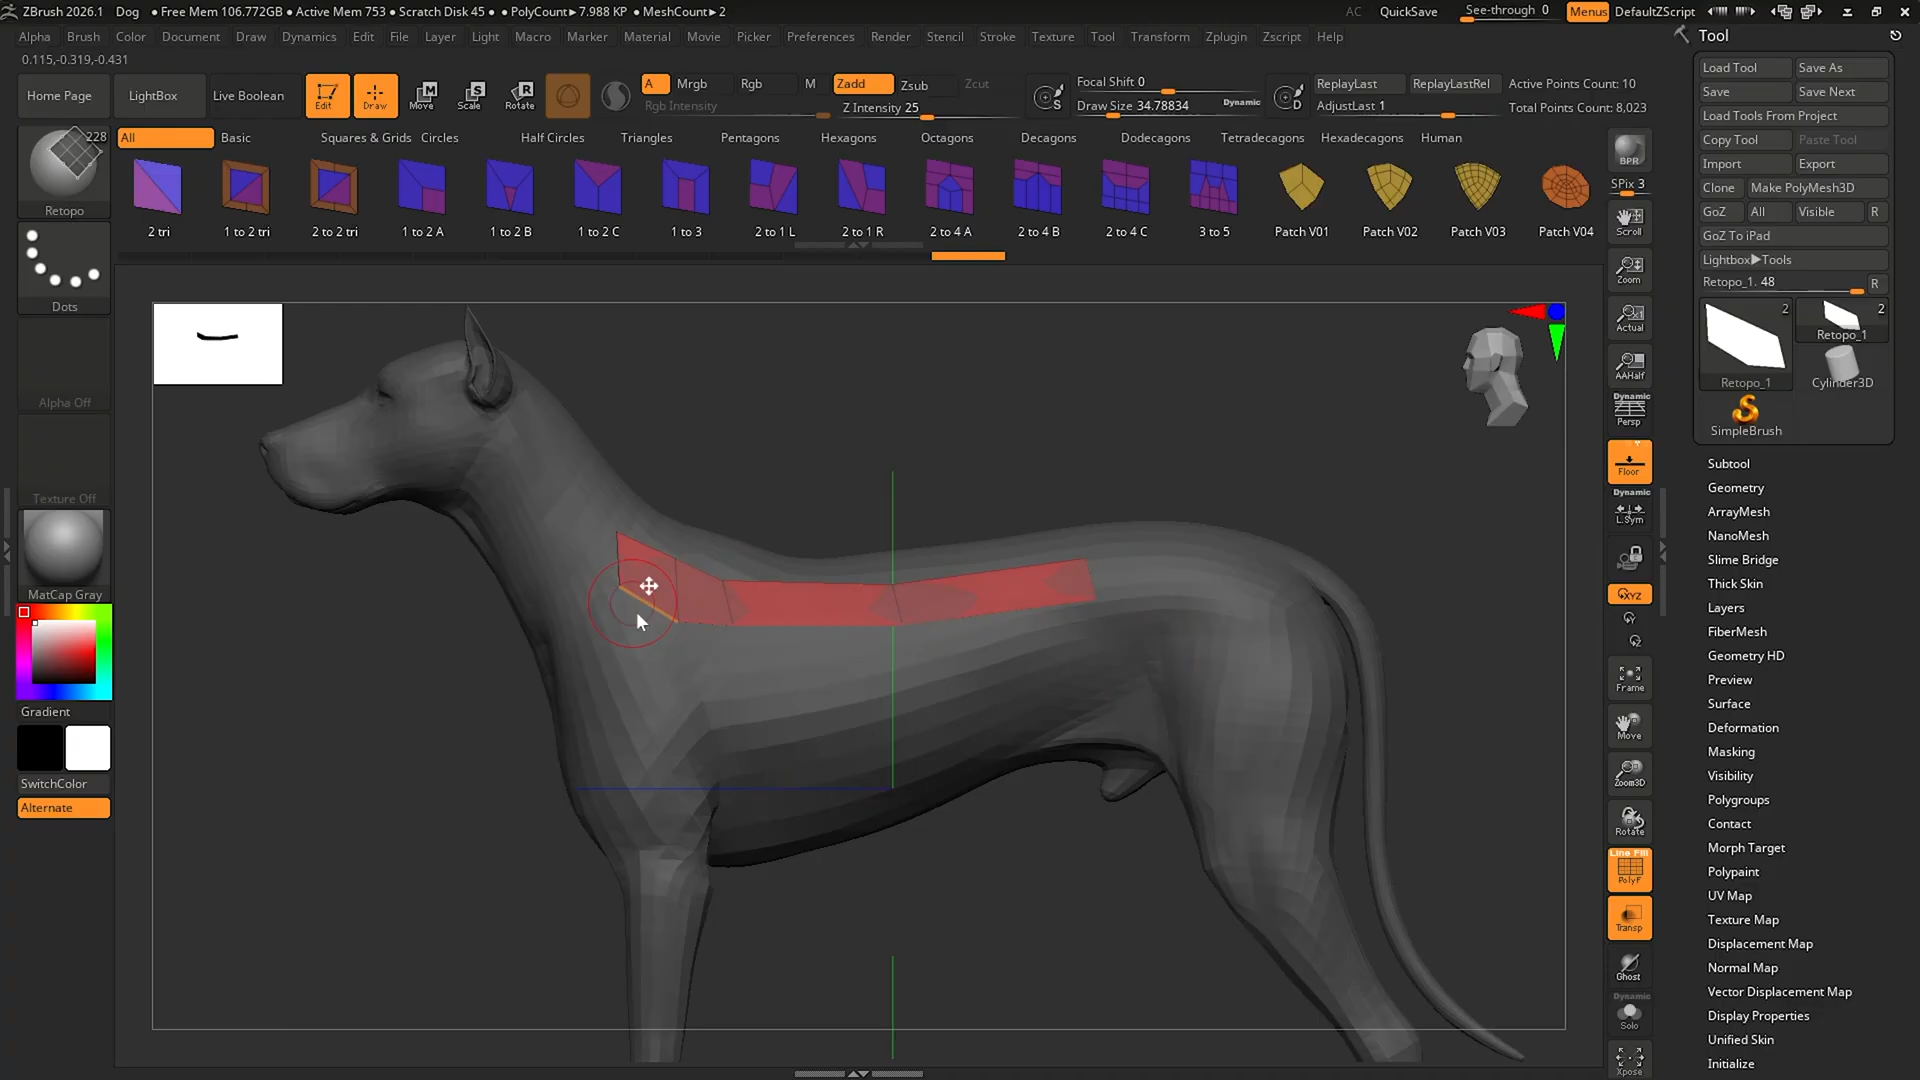 ZBrush 2026.1 Dog ● Free Mem 106.772GB ● Active Mem 753 ● Scratch Disk 45 ● ● PolyCount▸7.988 KP ● MeshCount▸2 AC QuickSave See-through 0 Menus DefaultZScript
Alpha Brush Color Document Draw Dynamics Edit File Layer Light Macro Marker Material Movie Picker Preferences Render Stencil Stroke Texture Tool Transform Zplugin Zscript Help
Tool
0.115,-0.319,-0.431
Home Page LightBox Live Boolean Edit Draw Move Scale Rotate
M S R
A Mrgb Rgb M Zadd Zsub Zcut
Rgb Intensity Z Intensity 25
S Focal Shift 0
Draw Size 34.78834 Dynamic
D ReplayLast ReplayLastRel Active Points Count: 10
AdjustLast 1 Total Points Count: 8,023
228
Retopo
Dots
Alpha Off
Texture Off
MatCap Gray
Gradient
SwitchColor
Alternate
All Basic Squares & Grids Circles Half Circles Triangles Pentagons Hexagons Octagons Decagons Dodecagons Tetradecagons Hexadecagons Human
2 tri 1 to 2 tri 2 to 2 tri 1 to 2 A 1 to 2 B 1 to 2 C 1 to 3 2 to 1 L 2 to 1 R 2 to 4 A 2 to 4 B 2 to 4 C 3 to 5 Patch V01 Patch V02 Patch V03 Patch V04
BPR
SPix 3
Scroll
Zoom
Actual
AAHalf
Dynamic
Persp
Floor
Dynamic
L.Sym
XYZ
Y
Z
Frame
Move
Zoom3D
Rotate
Line Fill
PolyF
Transp
Ghost
Dynamic
Solo
Xpose
Load Tool Save As
Save Save Next
Load Tools From Project
Copy Tool Paste Tool
Import Export
Clone Make PolyMesh3D
GoZ All Visible R
GoZ To iPad
Lightbox▸Tools
Retopo_1. 48 R
2 2
Retopo_1
Retopo_1 Cylinder3D
SimpleBrush
Subtool
Geometry
ArrayMesh
NanoMesh
Slime Bridge
Thick Skin
Layers
FiberMesh
Geometry HD
Preview
Surface
Deformation
Masking
Visibility
Polygroups
Contact
Morph Target
Polypaint
UV Map
Texture Map
Displacement Map
Normal Map
Vector Displacement Map
Display Properties
Unified Skin
Initialize